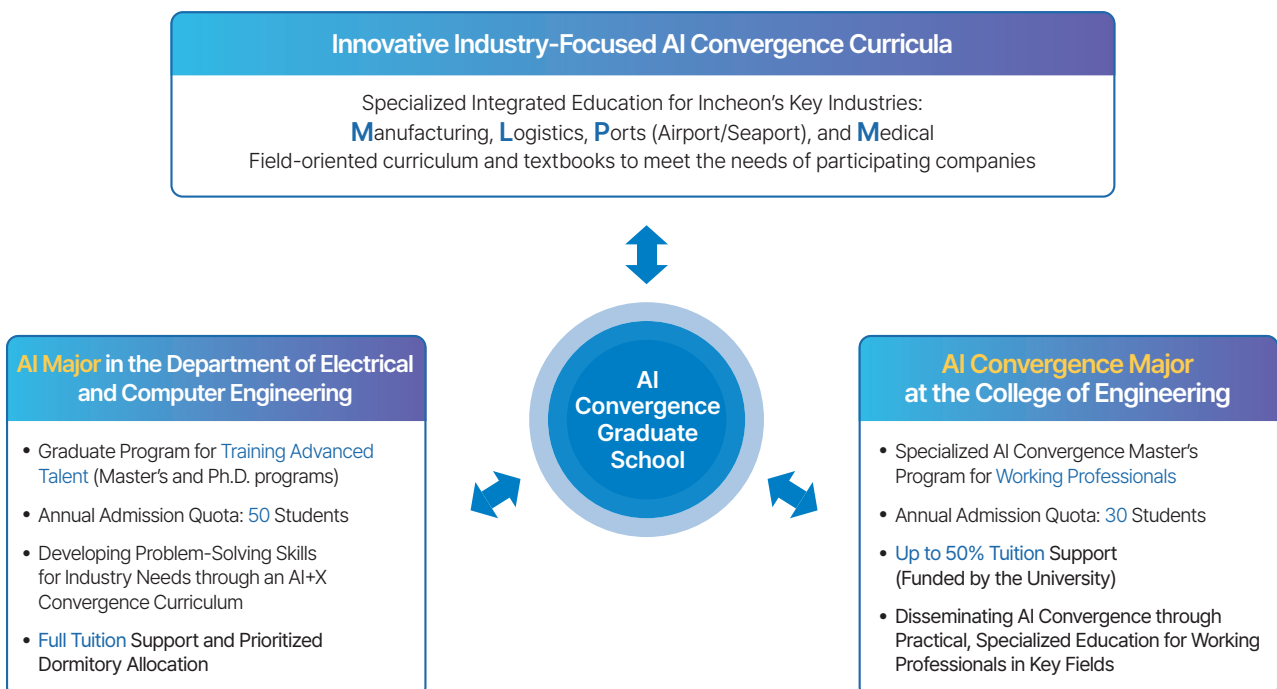 Innovative Industry-Focused AI Convergence Curricula
Specialized Integrated Education for Incheon's Key Industries:
Manufacturing, Logistics, Ports (Airport/Seaport), and Medical
Field-oriented curriculum and textbooks to meet the needs of participating companies
AI
Convergence
Graduate
School
AI Major in the Department of Electrical
and Computer Engineering
• Graduate Program for Training Advanced
Talent (Master's and Ph.D. programs)
• Annual Admission Quota: 50 Students
• Developing Problem-Solving Skills
for Industry Needs through an AI+X
Convergence Curriculum
• Full Tuition Support and Prioritized
Dormitory Allocation
AI Convergence Major
at the College of Engineering
• Specialized AI Convergence Master's
Program for Working Professionals
• Annual Admission Quota: 30 Students
• Up to 50% Tuition Support
(Funded by the University)
• Disseminating AI Convergence through
Practical, Specialized Education for Working
Professionals in Key Fields